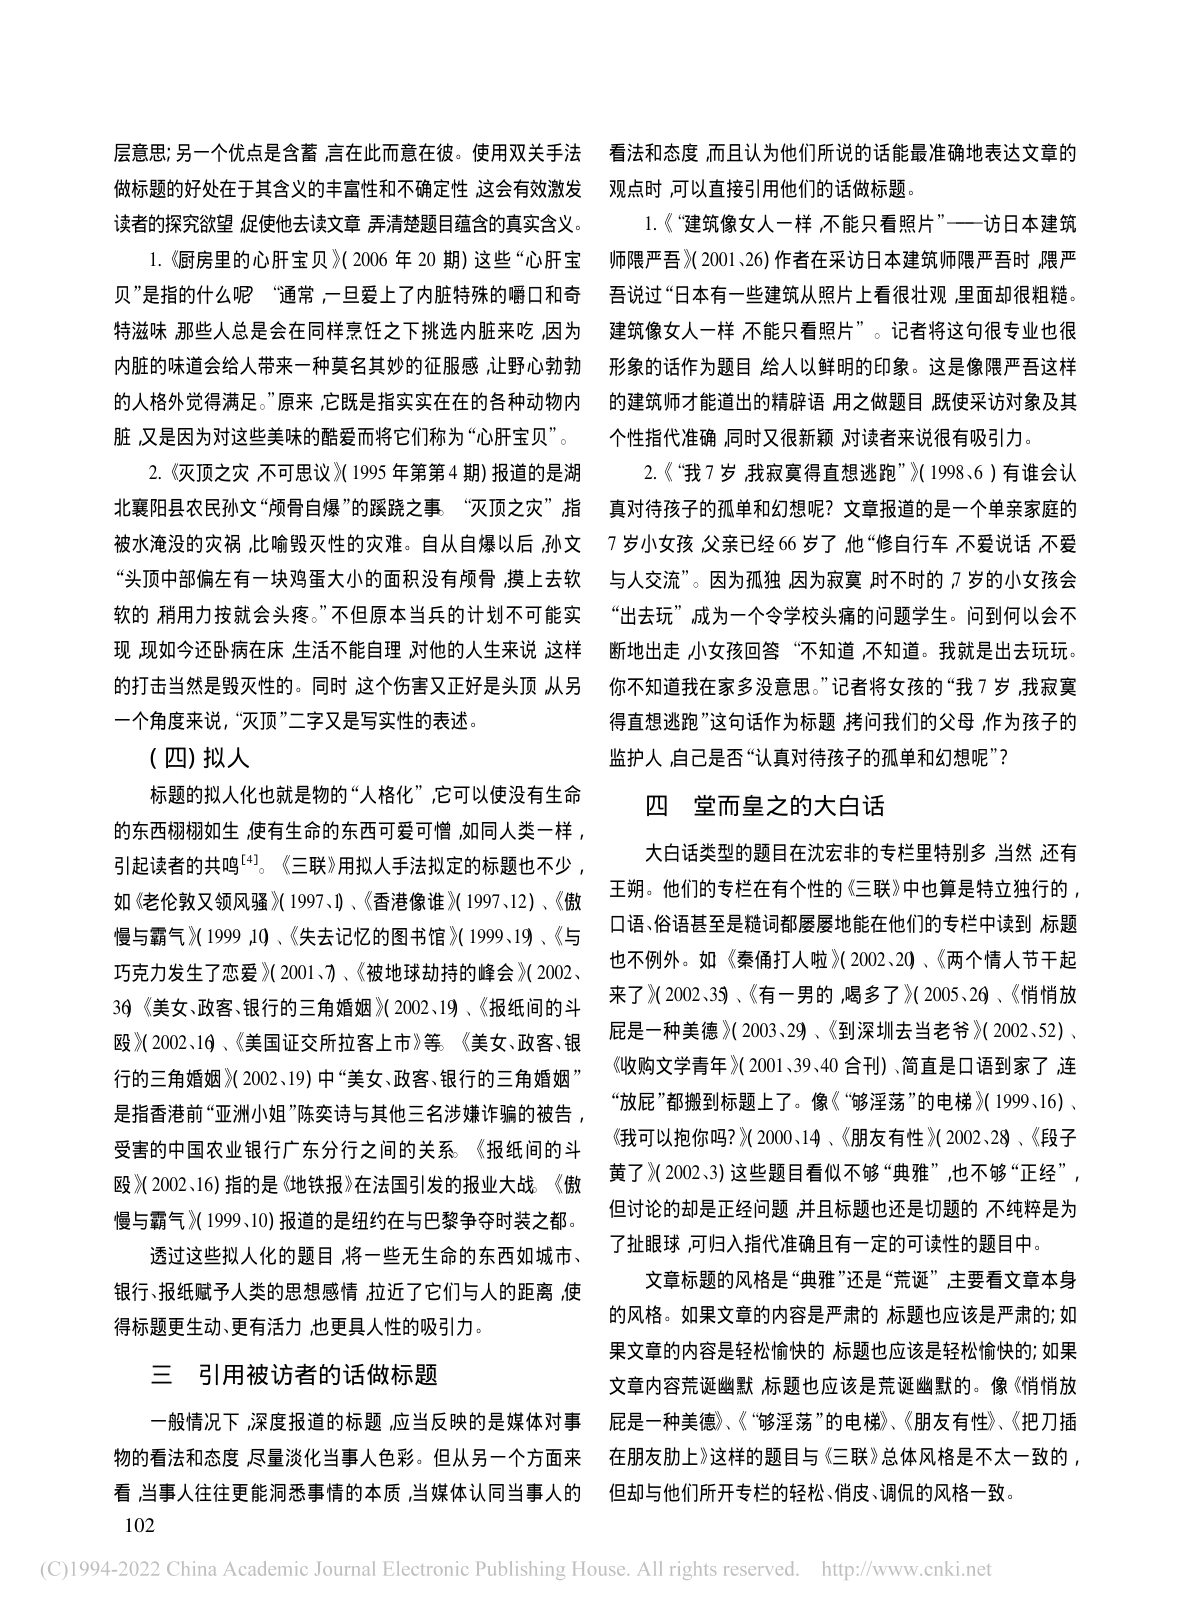 层意思;另一个优点是含蓄,言在此而意在彼。使用双关手法
做标题的好处在于其含义的丰富性和不确定性,这会有效激发
读者的探究欲望,促使他去读文章,弄清楚题目蕴含的真实含义。
1.《厨房里的心肝宝贝》(2006 年 20 期)这些“心肝宝
贝”是指的什么呢?“通常,一旦爱上了内脏特殊的嚼口和奇
特滋味,那些人总是会在同样烹饪之下挑选内脏来吃,因为
内脏的味道会给人带来一种莫名其妙的征服感,让野心勃勃
的人格外觉得满足。”原来,它既是指实实在在的各种动物内
脏,又是因为对这些美味的酷爱而将它们称为“心肝宝贝”。
2.《灭顶之灾,不可思议》(1995 年第第 4 期)报道的是湖
北襄阳县农民孙文“颅骨自爆”的蹊跷之事。“灭顶之灾”,指
被水淹没的灾祸,比喻毁灭性的灾难。自从自爆以后,孙文
“头顶中部偏左有一块鸡蛋大小的面积没有颅骨,摸上去软
软的,稍用力按就会头疼。”不但原本当兵的计划不可能实
现,现如今还卧病在床,生活不能自理,对他的人生来说,这样
的打击当然是毁灭性的。同时,这个伤害又正好是头顶,从另
一个角度来说,“灭顶”二字又是写实性的表述。
(四)拟人
标题的拟人化也就是物的“人格化”,它可以使没有生命
的东西栩栩如生,使有生命的东西可爱可憎,如同人类一样,
引起读者的共鸣[4]。《三联》用拟人手法拟定的标题也不少,
如《老伦敦又领风骚》(1997、1)、《香港像谁》(1997、12)、《傲
慢与霸气》(1999,10)、《失去记忆的图书馆》(1999、19)、《与
巧克力发生了恋爱》(2001、7)、《被地球劫持的峰会》(2002、
36)《美女、政客、银行的三角婚姻》(2002、19)、《报纸间的斗
殴》(2002、16)、《美国证交所拉客上市》等。《美女、政客、银
行的三角婚姻》(2002、19)中“美女、政客、银行的三角婚姻”
是指香港前“亚洲小姐”陈奕诗与其他三名涉嫌诈骗的被告,
受害的中国农业银行广东分行之间的关系。《报纸间的斗
殴》(2002、16)指的是《地铁报》在法国引发的报业大战。《傲
慢与霸气》(1999、10)报道的是纽约在与巴黎争夺时装之都。
透过这些拟人化的题目,将一些无生命的东西如城市、
银行、报纸赋予人类的思想感情,拉近了它们与人的距离,使
得标题更生动、更有活力,也更具人性的吸引力。
三 引用被访者的话做标题
一般情况下,深度报道的标题,应当反映的是媒体对事
物的看法和态度,尽量淡化当事人色彩。但从另一个方面来
看,当事人往往更能洞悉事情的本质,当媒体认同当事人的
102
看法和态度,而且认为他们所说的话能最准确地表达文章的
观点时,可以直接引用他们的话做标题。
1.《“建筑像女人一样,不能只看照片”——访日本建筑
师隈严吾》(2001、26)作者在采访日本建筑师隈严吾时,隈严
吾说过“日本有一些建筑从照片上看很壮观,里面却很粗糙。
建筑像女人一样,不能只看照片”。记者将这句很专业也很
形象的话作为题目,给人以鲜明的印象。这是像隈严吾这样
的建筑师才能道出的精辟语,用之做题目,既使采访对象及其
个性指代准确,同时又很新颖,对读者来说很有吸引力。
2.《“我 7 岁,我寂寞得直想逃跑”》(1998、6)有谁会认
真对待孩子的孤单和幻想呢?文章报道的是一个单亲家庭的
7 岁小女孩,父亲已经 66 岁了,他“修自行车,不爱说话,不爱
与人交流”。因为孤独,因为寂寞,时不时的,7 岁的小女孩会
“出去玩”,成为一个令学校头痛的问题学生。问到何以会不
断地出走,小女孩回答:“不知道,不知道。我就是出去玩玩。
你不知道我在家多没意思。”记者将女孩的“我 7 岁,我寂寞
得直想逃跑”这句话作为标题,拷问我们的父母,作为孩子的
监护人,自己是否“认真对待孩子的孤单和幻想呢”?
四 堂而皇之的大白话
大白话类型的题目在沈宏非的专栏里特别多,当然,还有
王朔。他们的专栏在有个性的《三联》中也算是特立独行的,
口语、俗语甚至是糙词都屡屡地能在他们的专栏中读到,标题
也不例外。如《秦俑打人啦》(2002、20)、《两个情人节干起
来了》(2002、35)、《有一男的,喝多了》(2005、26)、《悄悄放
屁是一种美德》(2003、29)、《到深圳去当老爷》(2002、52)、
《收购文学青年》(2001、39、40 合刊)、简直是口语到家了,连
“放屁”都搬到标题上了。像《“够淫荡”的电梯》(1999、16)、
《我可以抱你吗?》(2000、14)、《朋友有性》(2002、28)、《段子
黄了》(2002、3)这些题目看似不够“典雅”,也不够“正经”,
但讨论的却是正经问题,并且标题也还是切题的,不纯粹是为
了扯眼球,可归入指代准确且有一定的可读性的题目中。
文章标题的风格是“典雅”还是“荒诞”,主要看文章本身
的风格。如果文章的内容是严肃的,标题也应该是严肃的;如
果文章的内容是轻松愉快的,标题也应该是轻松愉快的;如果
文章内容荒诞幽默,标题也应该是荒诞幽默的。像《悄悄放
屁是一种美德》、《“够淫荡”的电梯》、《朋友有性》、《把刀插
在朋友肋上》这样的题目与《三联》总体风格是不太一致的,
但却与他们所开专栏的轻松、俏皮、调侃的风格一致。
(C)1994-2022 China Academic Journal Electronic Publishing House. All rights reserved. http://www.cnki.net